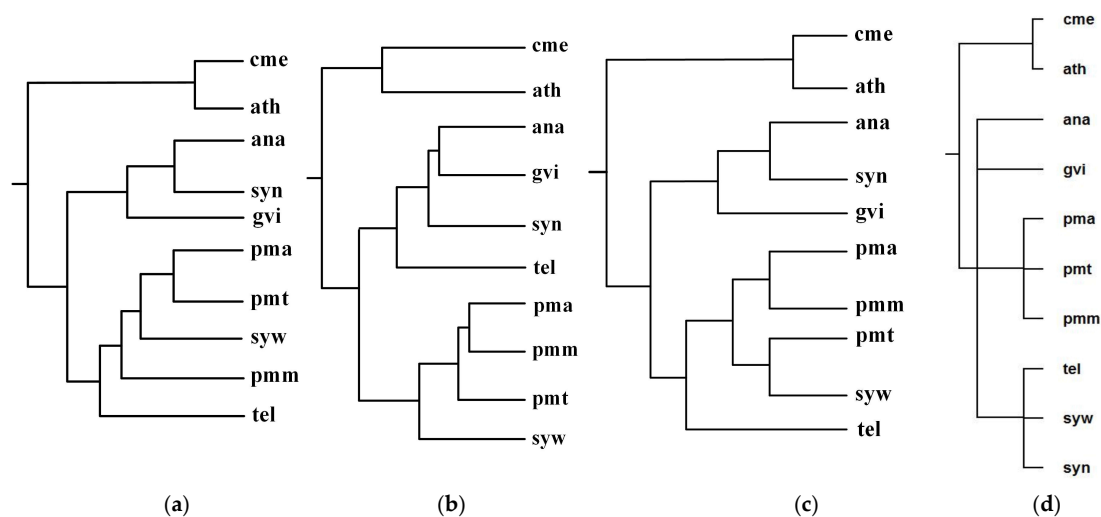 cme
ath
ana
syn
gvi
pma
pmt
syw
pmm
tel
(a)
cme
ath
ana
gvi
syn
tel
pma
pmm
pmt
syw
(b)
cme
ath
ana
syn
gvi
pma
pmm
pmt
syw
tel
(c)
cme
ath
ana
gvi
pma
pmt
pmm
tel
syw
syn
(d)